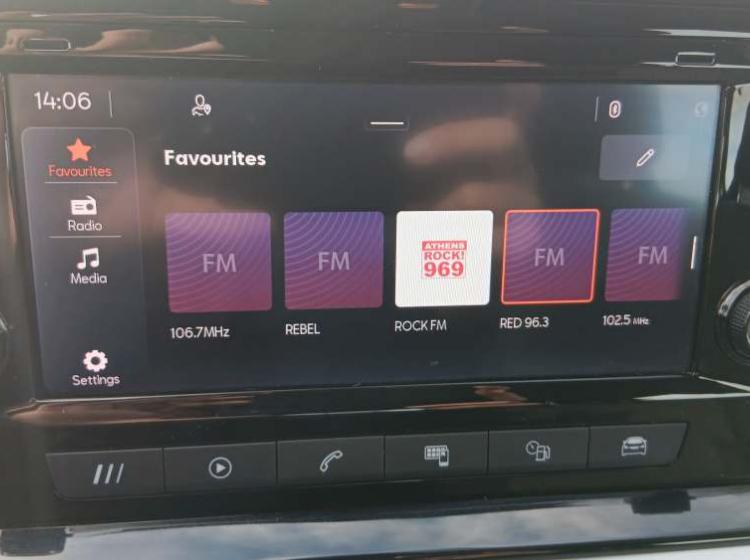 14:06
Favourites
Favourites
Radio
Media
Settings
FM
FM
ATHENS
ROCK!
969
FM
FM
106.7MHz
REBEL
ROCK FM
RED 96.3
102.5 MHz